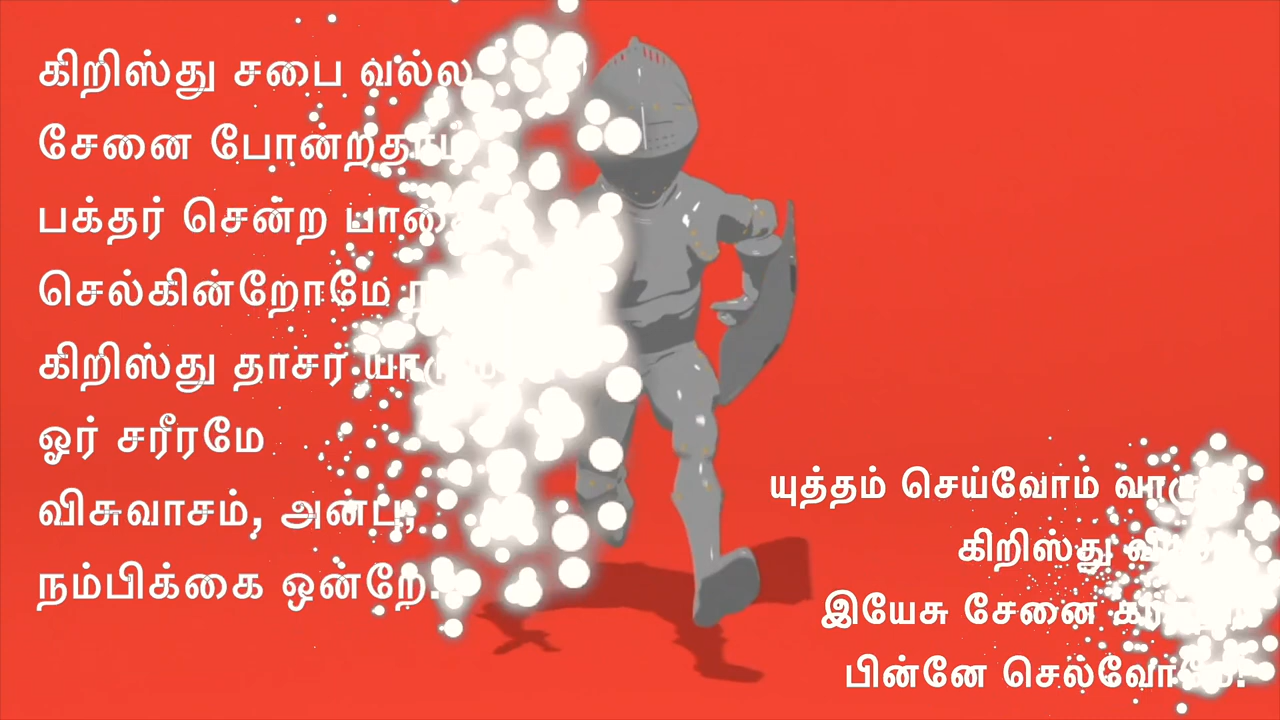 கிறிஸ்து சபை வல்ல
சேனை போன்றதாம்
பக்தர் சென்ற
செல்கின்றோமே
கிறிஸ்து தாசர்
ஓர் சரீரமே
விசுவாசம், அன்பு,
நம்பிக்கை ஒன்றே.
யுத்தம் செய்வோம்
கிறிஸ்து
இயேசு சேனை
பின்னே செல்வோமே!